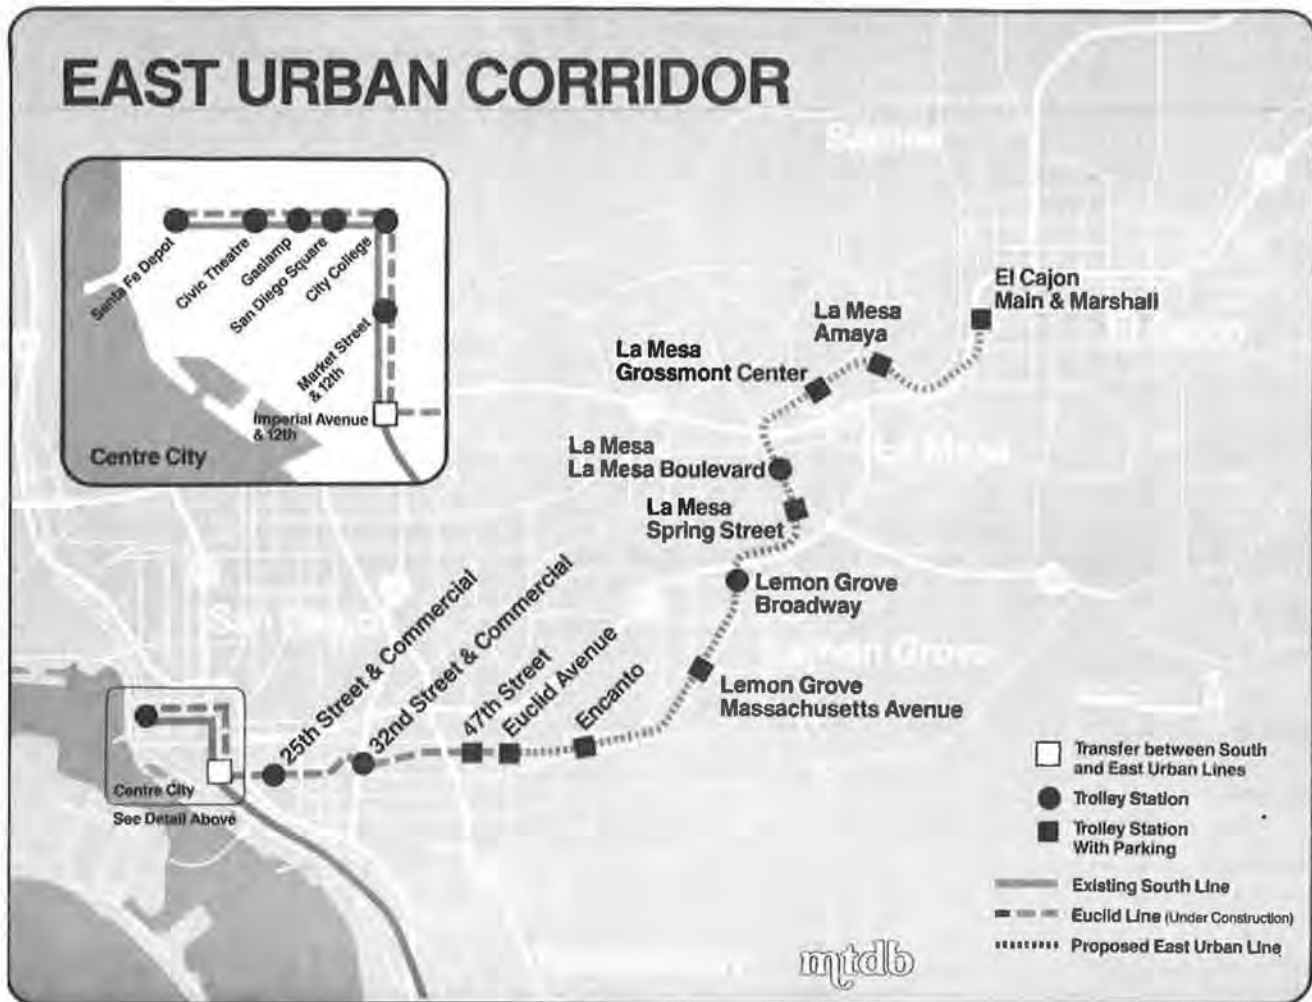 EAST URBAN CORRIDOR
Santa Fe Depot
Civic Theatre
Gaslamp
San Diego Square
City College
Market Street
& 12th
Imperial Avenue
& 12th
Centre City
El Cajon
Main & Marshall
La Mesa
Amaya
La Mesa
Grossmont Center
La Mesa
La Mesa Boulevard
La Mesa
Spring Street
La Mesa
Lemon Grove
Broadway
Lemon Grove
Lemon Grove
Massachusetts Avenue
25th Street & Commercial
32nd Street & Commercial
47th Street
Euclid Avenue
Encanto
Centre City
See Detail Above
Transfer between South
and East Urban Lines
Trolley Station
Trolley Station
With Parking
Existing South Line
Euclid Line (Under Construction)
Proposed East Urban Line
mtdb